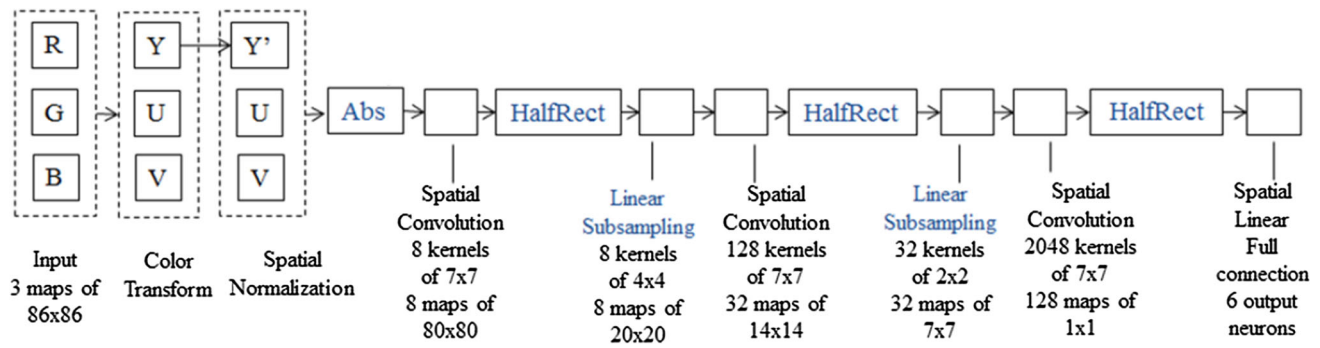 R
G
B
Y
U
V
Y’
U
V
Abs
HalfRect
HalfRect
HalfRect
Input
3 maps of
86x86
Color
Transform
Spatial
Normalization
Spatial
Convolution
8 kernels
of 7x7
8 maps of
80x80
Linear
Subsampling
8 kernels
of 4x4
8 maps of
20x20
Spatial
Convolution
128 kernels
of 7x7
32 maps of
14x14
Linear
Subsampling
32 kernels
of 2x2
32 maps of
7x7
Spatial
Convolution
2048 kernels
of 7x7
128 maps of
1x1
Spatial
Linear
Full
connection
6 output
neurons